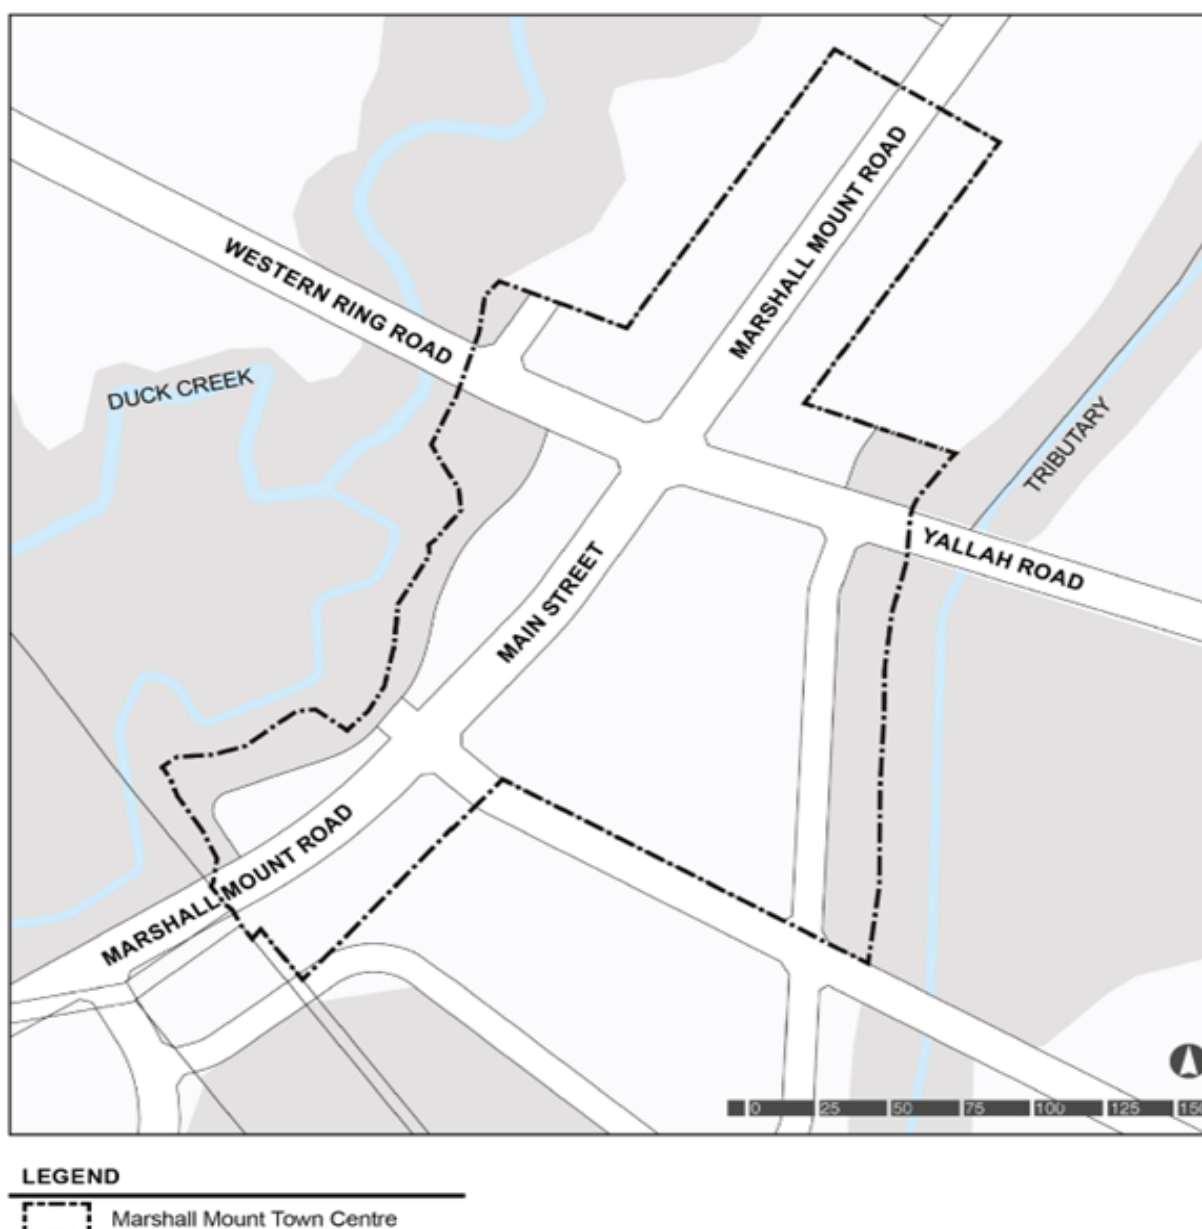 MARSHALL MOUNT ROAD
WESTERN RING ROAD
DUCK CREEK
TRIBUTARY
YALLAH ROAD
MAIN STREET
MARSHALL MOUNT ROAD
0 25 50 75 100 125 150
LEGEND
Marshall Mount Town Centre